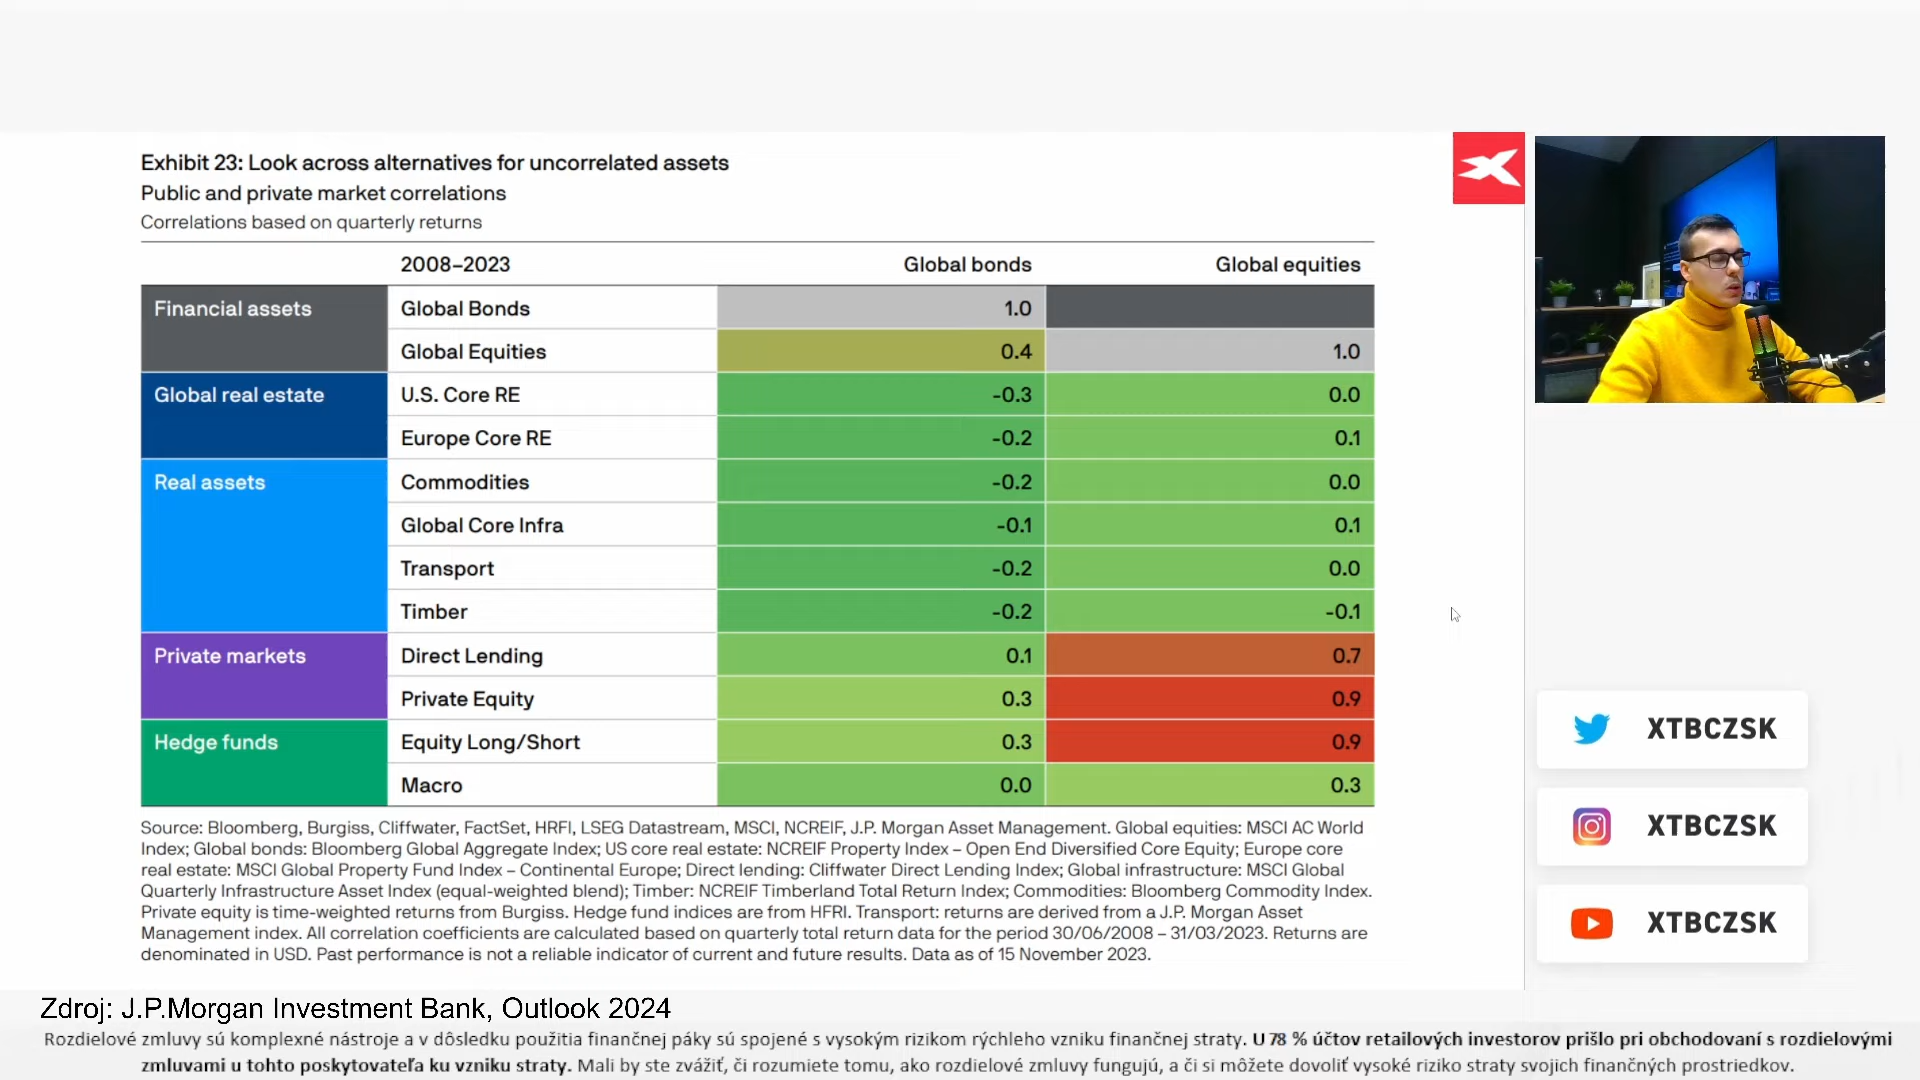 Exhibit 23: Look across alternatives for uncorrelated assets
Public and private market correlations
Correlations based on quarterly returns
2008–2023 Global bonds Global equities
Financial assets Global Bonds 1.0
Global Equities 0.4 1.0
Global real estate U.S. Core RE -0.3 0.0
Europe Core RE -0.2 0.1
Real assets Commodities -0.2 0.0
Global Core Infra -0.1 0.1
Transport -0.2 0.0
Timber -0.2 -0.1
Private markets Direct Lending 0.1 0.7
Private Equity 0.3 0.9
Hedge funds Equity Long/Short 0.3 0.9
Macro 0.0 0.3
Source: Bloomberg, Burgiss, Cliffwater, FactSet, HRFI, LSEG Datastream, MSCI, NCREIF, J.P. Morgan Asset Management. Global equities: MSCI AC World
Index; Global bonds: Bloomberg Global Aggregate Index; US core real estate: NCREIF Property Index – Open End Diversified Core Equity; Europe core
real estate: MSCI Global Property Fund Index – Continental Europe; Direct lending: Cliffwater Direct Lending Index; Global infrastructure: MSCI Global
Quarterly Infrastructure Asset Index (equal-weighted blend); Timber: NCREIF Timberland Total Return Index; Commodities: Bloomberg Commodity Index.
Private equity is time-weighted returns from Burgiss. Hedge fund indices are from HFRI. Transport: returns are derived from a J.P. Morgan Asset
Management index. All correlation coefficients are calculated based on quarterly total return data for the period 30/06/2008 – 31/03/2023. Returns are
denominated in USD. Past performance is not a reliable indicator of current and future results. Data as of 15 November 2023.
XTBCZSK
XTBCZSK
XTBCZSK
Zdroj: J.P.Morgan Investment Bank, Outlook 2024
Rozdielové zmluvy sú komplexné nástroje a v dôsledku použitia finančnej páky sú spojené s vysokým rizikom rýchleho vzniku finančnej straty. U 78 % účtov retailových investorov prišlo pri obchodovaní s rozdielovými
zmluvami u tohto poskytovateľa ku vzniku straty. Mali by ste zvážiť, či rozumiete tomu, ako rozdielové zmluvy fungujú, a či si môžete dovoliť vysoké riziko straty svojich finančných prostriedkov.